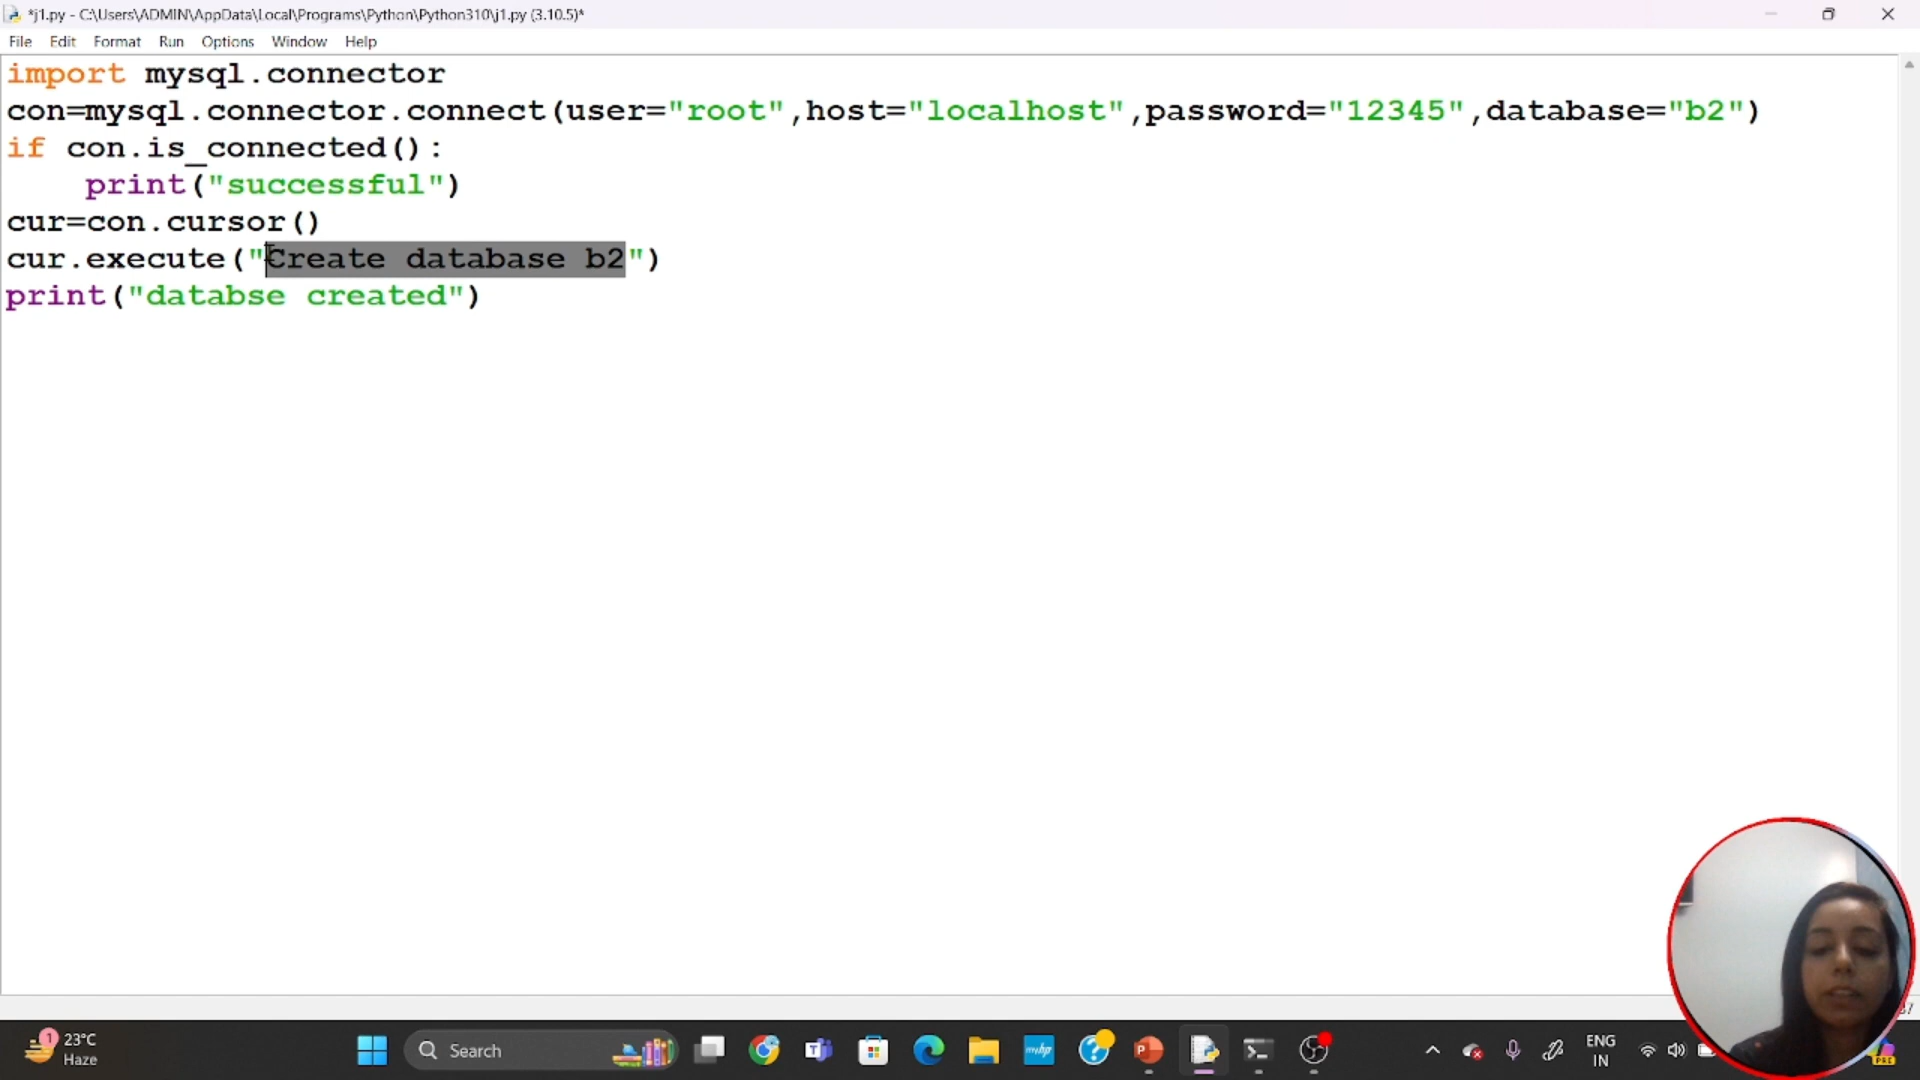 *j1.py - C:\Users\ADMIN\AppData\Local\Programs\Python\Python310\j1.py (3.10.5)*
File Edit Format Run Options Window Help
import mysql.connector
con=mysql.connector.connect(user="root",host="localhost",password="12345",database="b2")
if con.is_connected():
    print("successful")
cur=con.cursor()
cur.execute("Create database b2")
print("databse created")
1
23°C
Haze
Search
myhp
ENG
IN
PRE